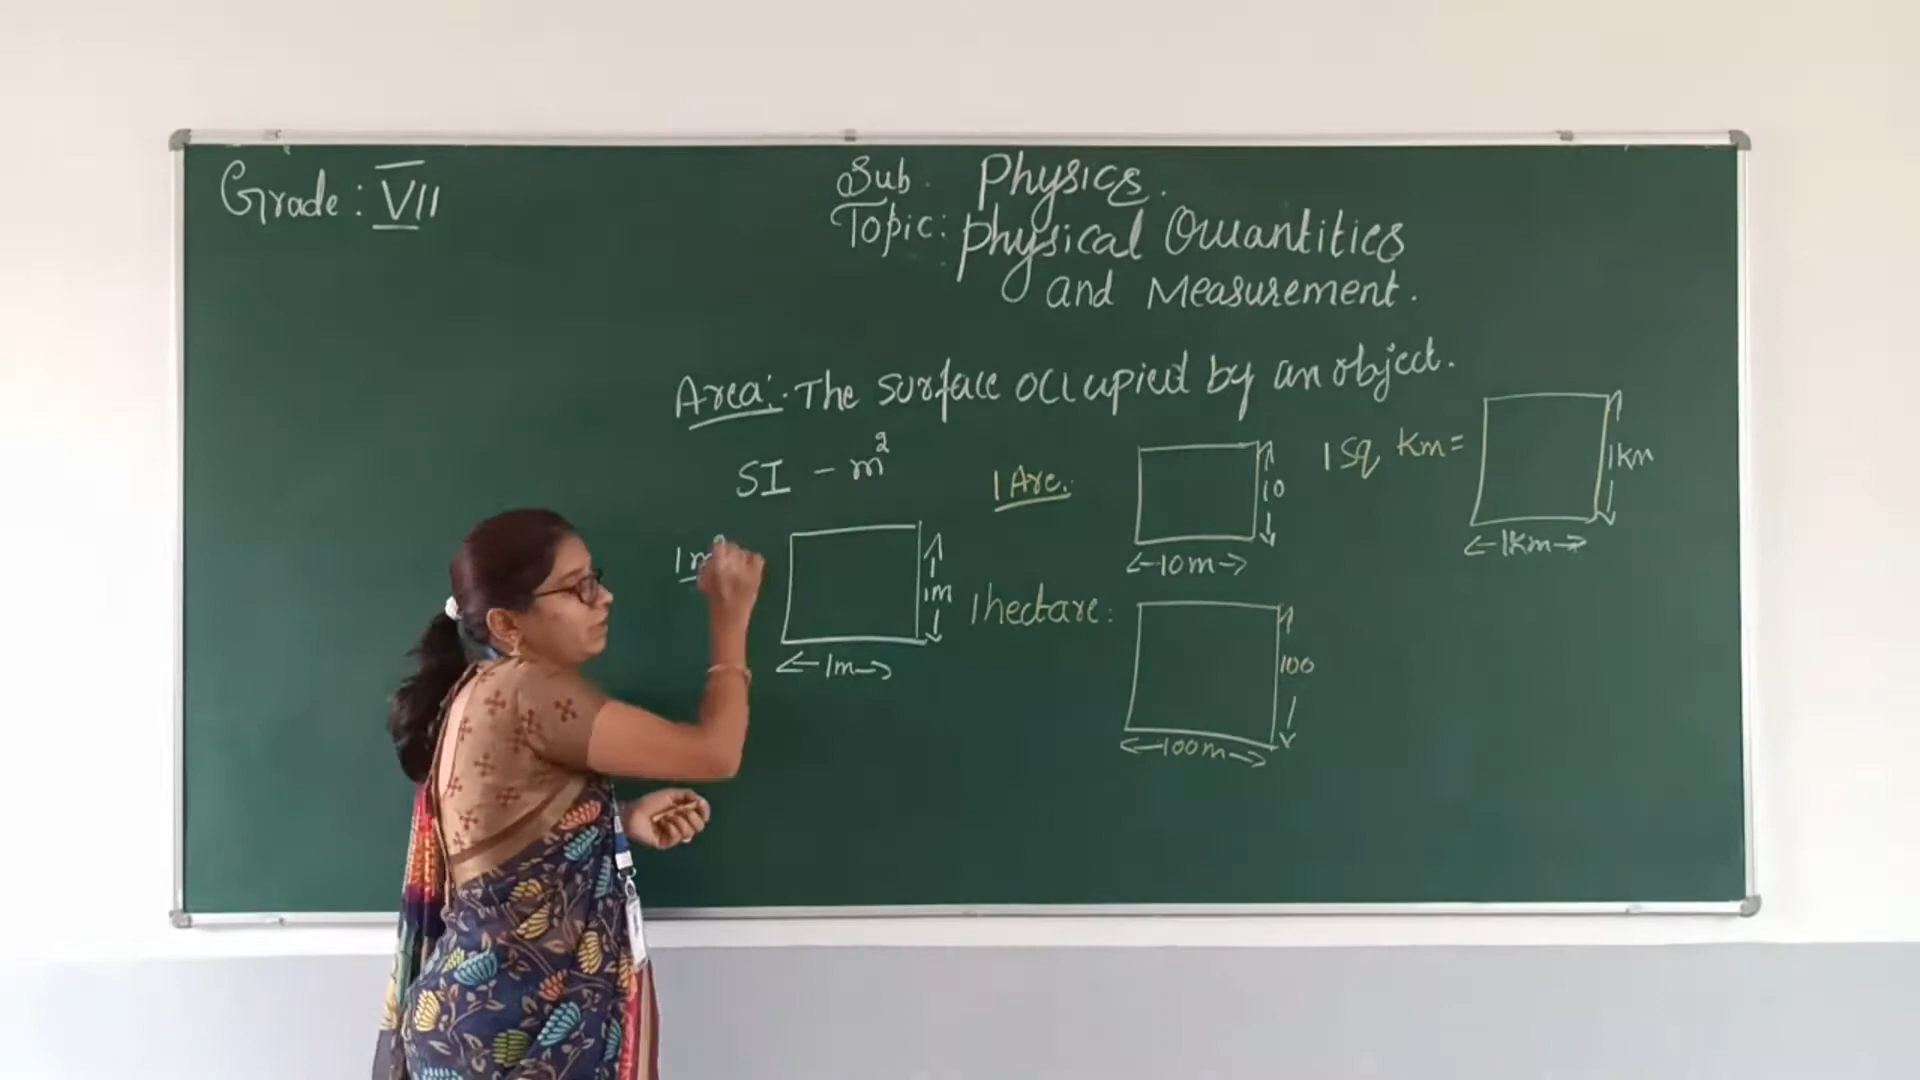 Grade: VII
Sub. Physics.
Topic: Physical Quantities
and Measurement.
Area:- The surface occupied by an object.
SI - m²
1 Are.
10
10m
1 Sq Km =
1Km
1Km
1m²
1m
1m
1hectare:
100
100m